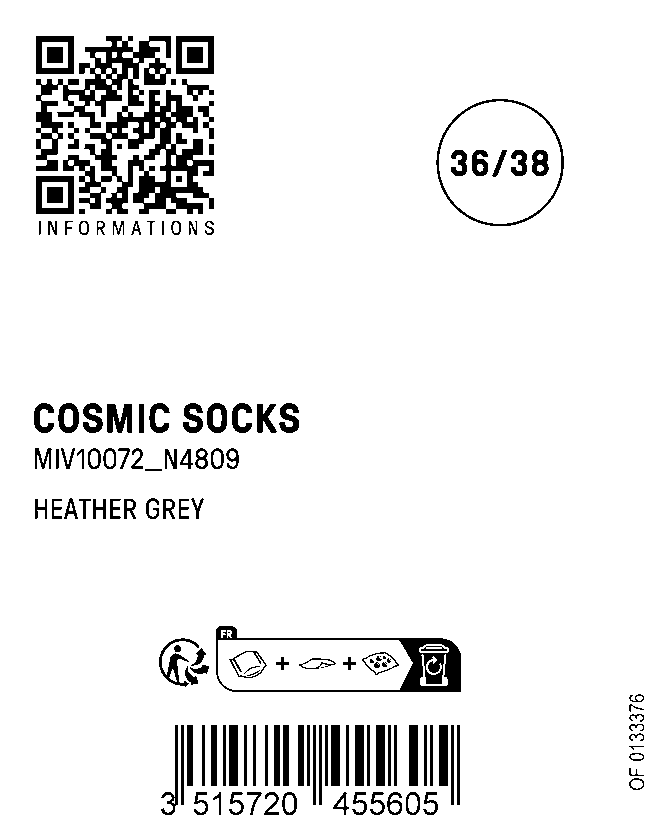 INFORMATIONS
36/38
COSMIC SOCKS
MIV10072_N4809
HEATHER GREY
FR
+ +
3 515720 455605
OF 0133376